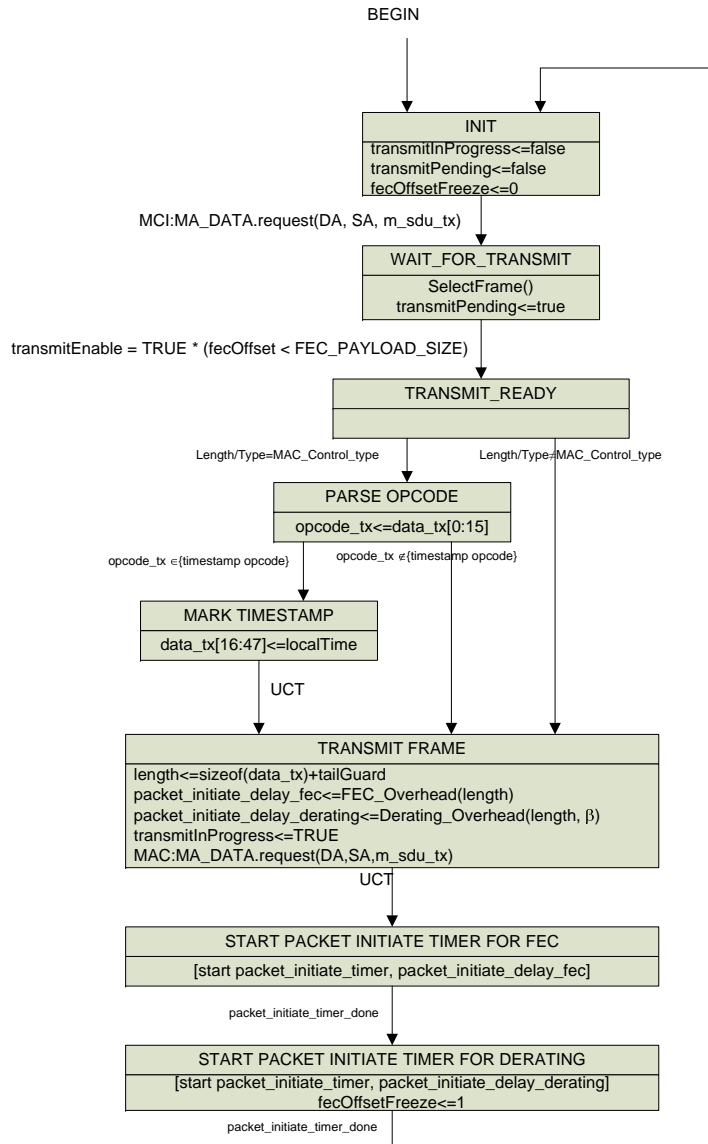 BEGIN
INIT
transmitInProgress<=false
transmitPending<=false
fecOffsetFreeze<=0
MCI:MA_DATA.request(DA, SA, m_sdu_tx)
WAIT_FOR_TRANSMIT
SelectFrame()
transmitPending<=true
transmitEnable = TRUE * (fecOffset < FEC_PAYLOAD_SIZE)
TRANSMIT_READY
Length/Type=MAC_Control_type
Length/Type≠MAC_Control_type
PARSE OPCODE
opcode_tx<=data_tx[0:15]
opcode_tx ∈{timestamp opcode}
opcode_tx ∉{timestamp opcode}
MARK TIMESTAMP
data_tx[16:47]<=localTime
UCT
TRANSMIT FRAME
length<=sizeof(data_tx)+tailGuard
packet_initiate_delay_fec<=FEC_Overhead(length)
packet_initiate_delay_derating<=Derating_Overhead(length, β)
transmitInProgress<=TRUE
MAC:MA_DATA.request(DA,SA,m_sdu_tx)
UCT
START PACKET INITIATE TIMER FOR FEC
[start packet_initiate_timer, packet_initiate_delay_fec]
packet_initiate_timer_done
START PACKET INITIATE TIMER FOR DERATING
[start packet_initiate_timer, packet_initiate_delay_derating]
fecOffsetFreeze<=1
packet_initiate_timer_done